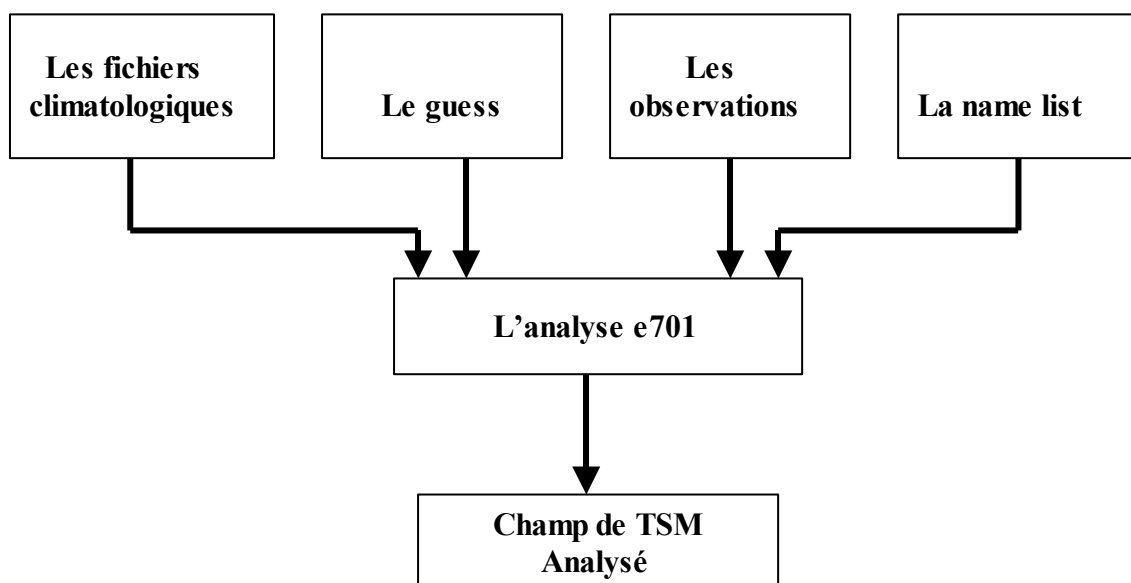 Les fichiers
climatologiques
Le guess
Les
observations
La name list
L’analyse e701
Champ de TSM
Analysé